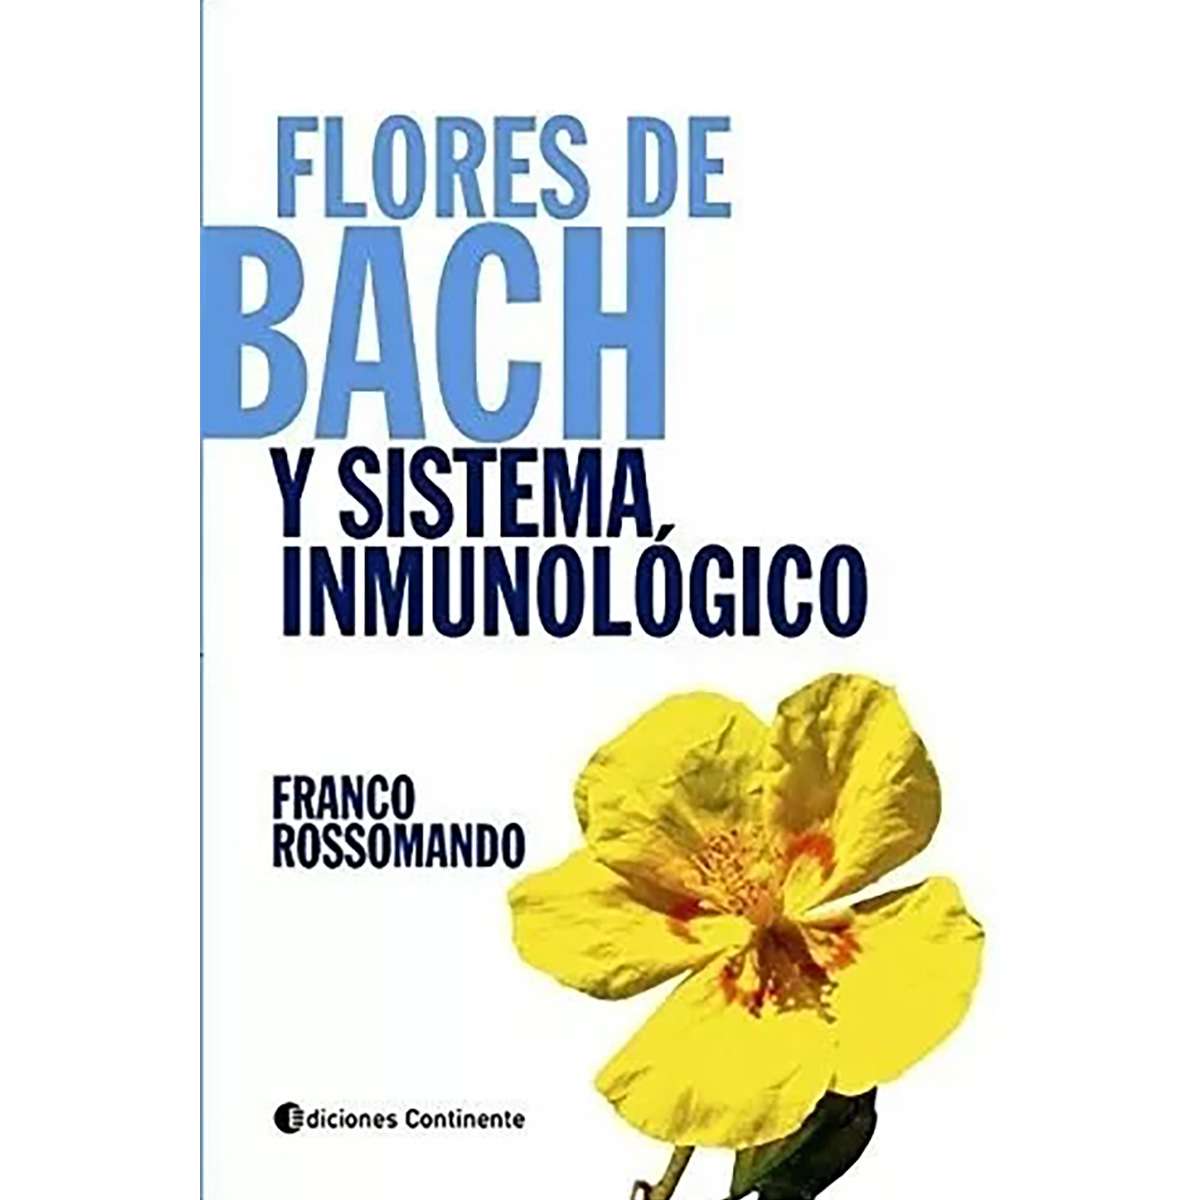 FLORES DE
BACH
Y SISTEMA
INMUNOLÓGICO
FRANCO
ROSSOMANDO
Ediciones Continente